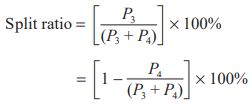 Split ratio = [P₃ / (P₃ + P₄)] × 100%
= [1 − P₄ / (P₃ + P₄)] × 100%